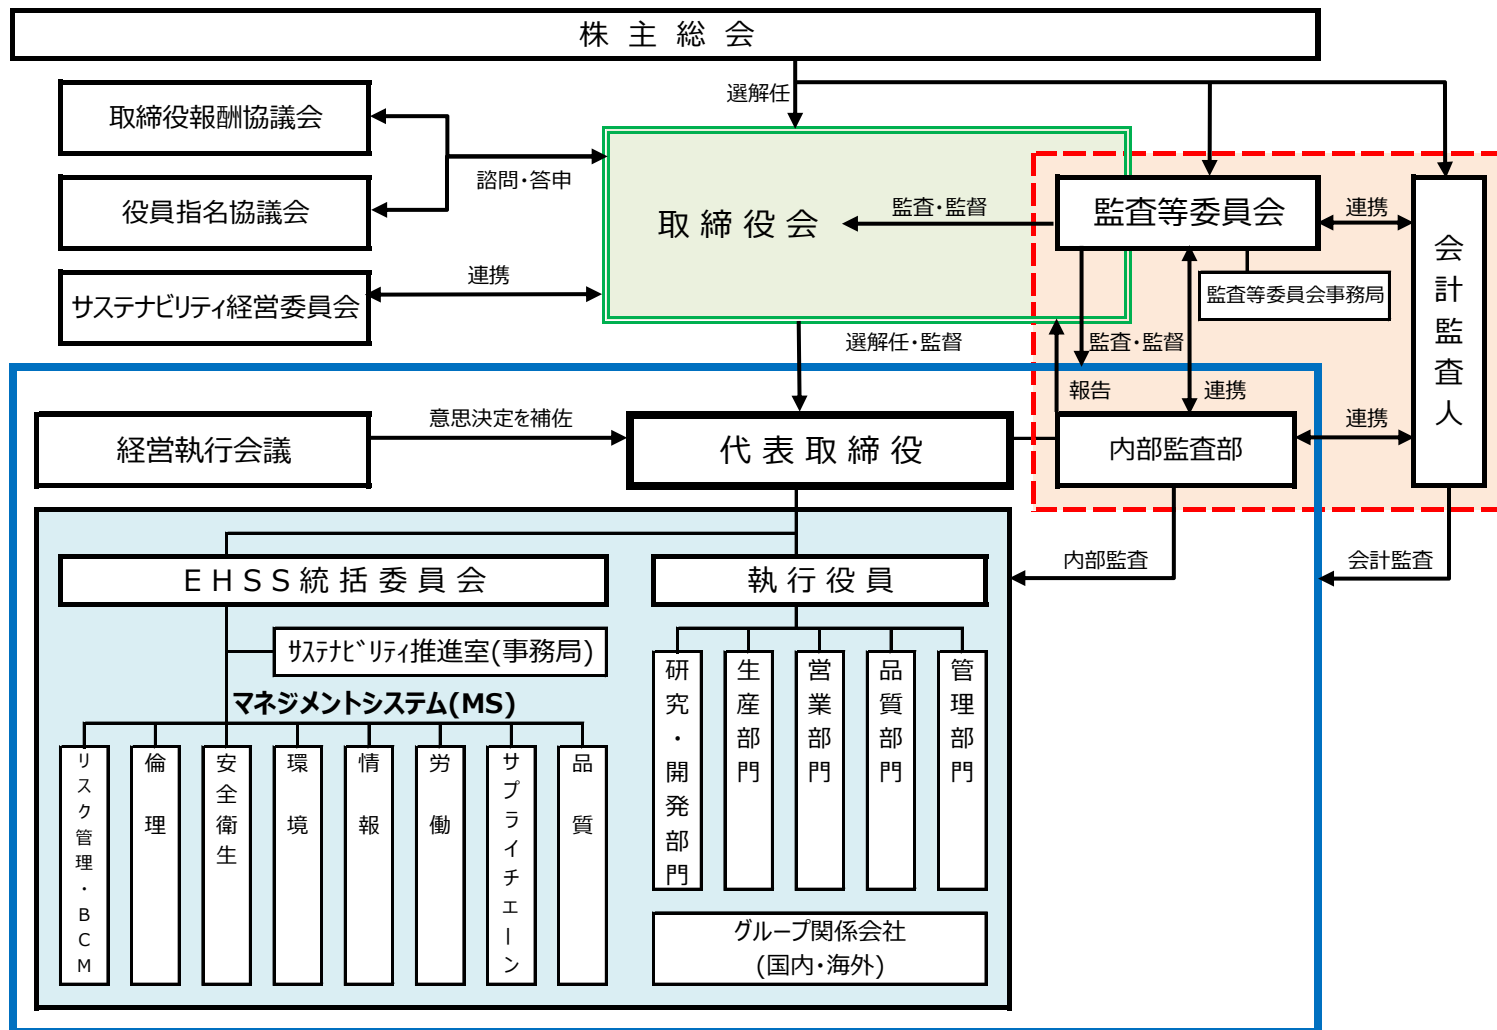 株主総会
選解任
取締役報酬協議会
役員指名協議会
諮問・答申
サステナビリティ経営委員会
連携
取締役会
監査・監督
監査等委員会
連携
監査等委員会事務局
会計監査人
選解任・監督
監査・監督
報告
連携
連携
経営執行会議
意思決定を補佐
代表取締役
内部監査部
内部監査
会計監査
EHSS統括委員会
執行役員
ｻｽﾃﾅﾋﾞﾘﾃｨ推進室(事務局)
マネジメントシステム(MS)
リスク管理・BCM
倫理
安全衛生
環境
情報
労働
サプライチェーン
品質
研究・開発部門
生産部門
営業部門
品質部門
管理部門
グループ関係会社
(国内・海外)